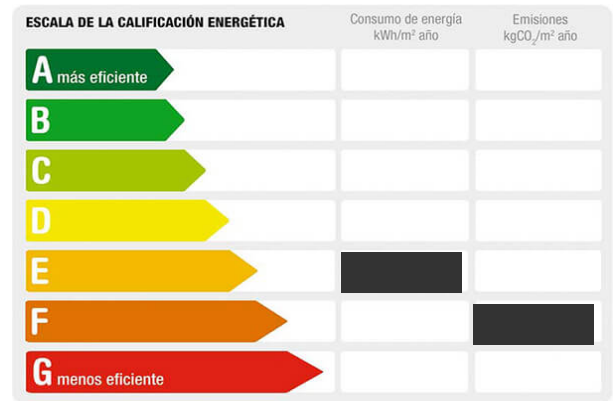 ESCALA DE LA CALIFICACIÓN ENERGÉTICA
Consumo de energía
kWh/m² año
Emisiones
kgCO₂/m² año
A más eficiente
B
C
D
E
F
G menos eficiente